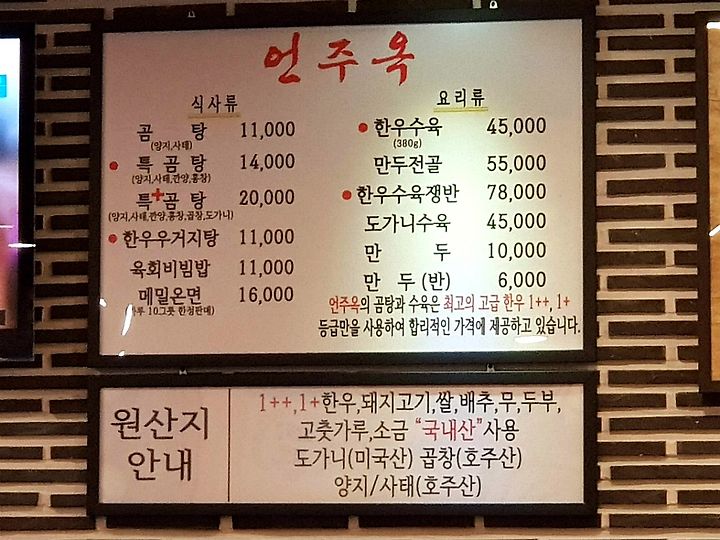 언주옥
식사류
곰 탕 11,000
(양지,사태)
특 곰 탕 14,000
(양지,사태,깐양,홍창)
특+곰 탕 20,000
(양지,사태,깐양,홍창,곱창,도가니)
한우우거지탕 11,000
육회비빔밥 11,000
메밀온면 16,000
10그릇 한정판매)
요리류
한우수육 45,000
(380g)
만두전골 55,000
한우수육쟁반 78,000
도가니수육 45,000
만 두 10,000
만 두 (반) 6,000
언주옥의 곰탕과 수육은 최고의 고급 한우 1++, 1+
등급만을 사용하여 합리적인 가격에 제공하고 있습니다.
원산지
안내
1++,1+한우,돼지고기,쌀,배추,무,두부,
고춧가루,소금 “국내산”사용
도가니(미국산) 곱창(호주산)
양지/사태(호주산)